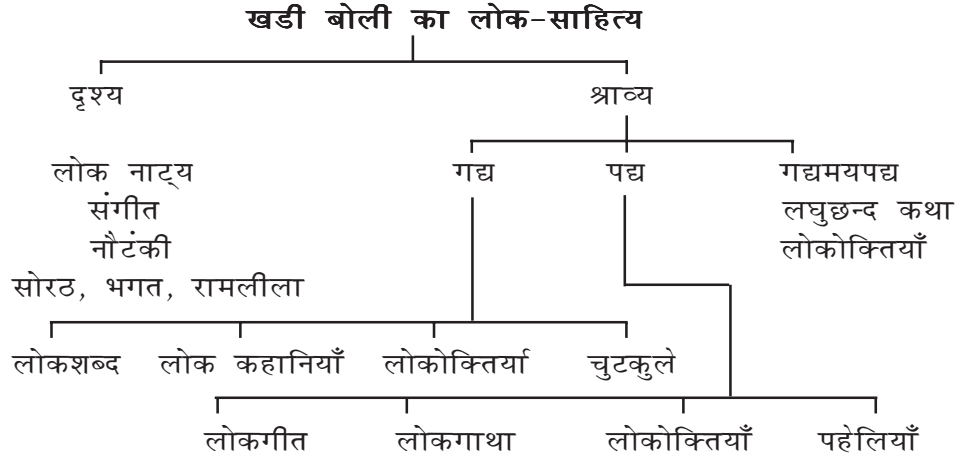 खडी बोली का लोक-साहित्य
दृश्य श्राव्य
लोक नाट्य गद्य पद्य गद्यमयपद्य
संगीत लघुछन्द कथा
नौटंकी लोकोक्तियाँ
सोरठ, भगत, रामलीला
लोकशब्द लोक कहानियाँ लोकोक्तिर्या चुटकुले
लोकगीत लोकगाथा लोकोक्तियाँ पहेलियाँ